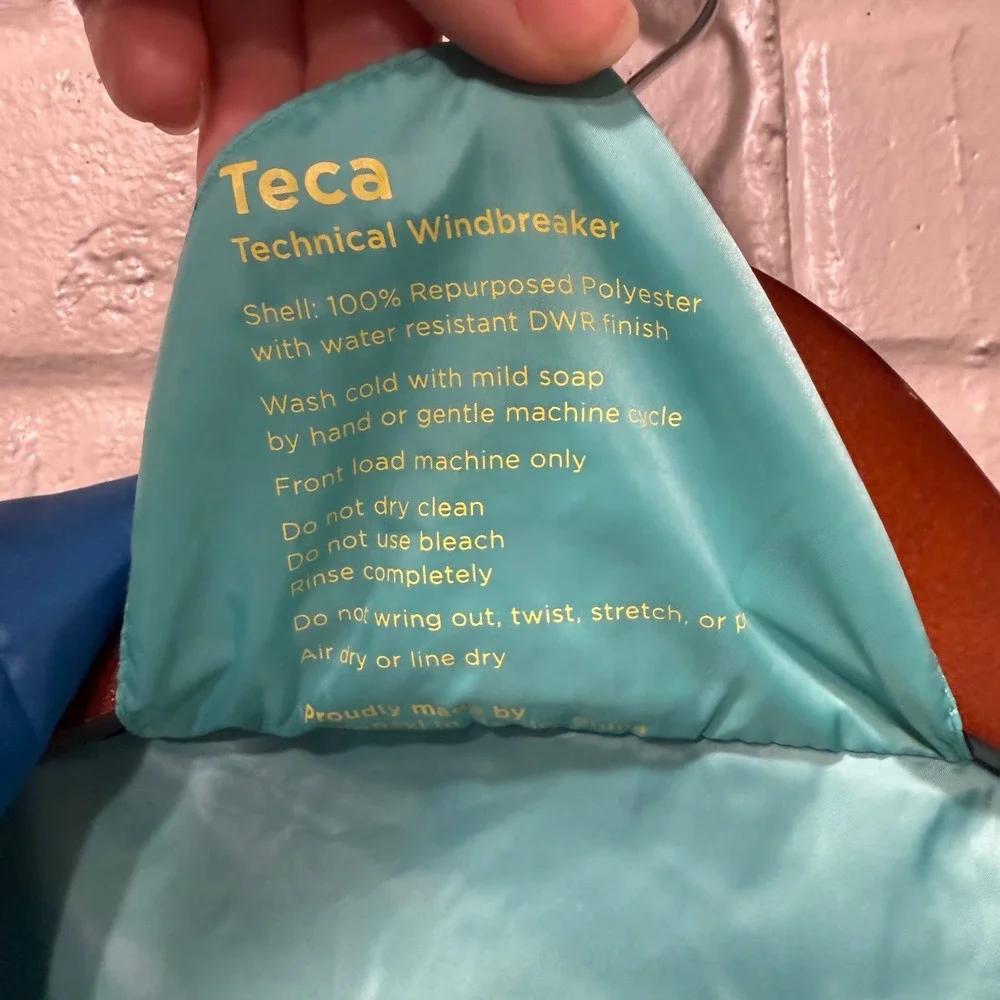 Teca
Technical Windbreaker
Shell: 100% Repurposed Polyester
with water resistant DWR finish
Wash cold with mild soap
by hand or gentle machine cycle
Front load machine only
Do not dry clean
Do not use bleach
Rinse completely
Do not wring out, twist, stretch, or
Air dry or line dry
Proudly made by